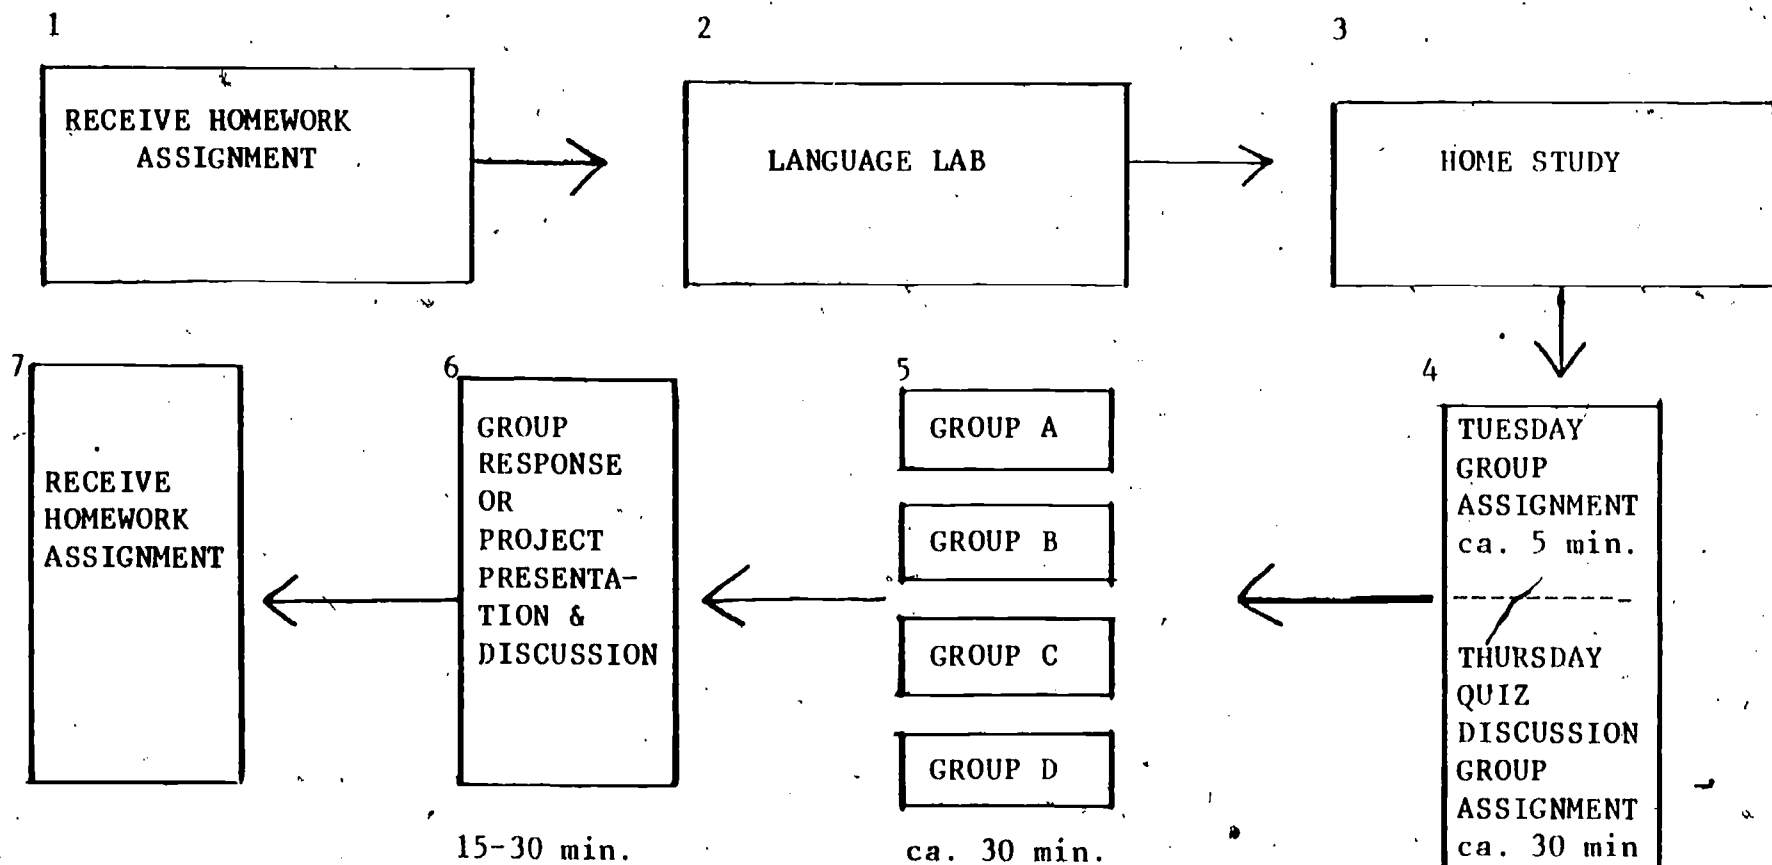 1
RECEIVE HOMEWORK
ASSIGNMENT
2
LANGUAGE LAB
3
HOME STUDY
7
RECEIVE
HOMEWORK
ASSIGNMENT
6
GROUP
RESPONSE
OR
PROJECT
PRESENTA-
TION &
DISCUSSION
15-30 min.
5
GROUP A
GROUP B
GROUP C
GROUP D
ca. 30 min.
4
TUESDAY
GROUP
ASSIGNMENT
ca. 5 min.
THURSDAY
QUIZ
DISCUSSION
GROUP
ASSIGNMENT
ca. 30 min